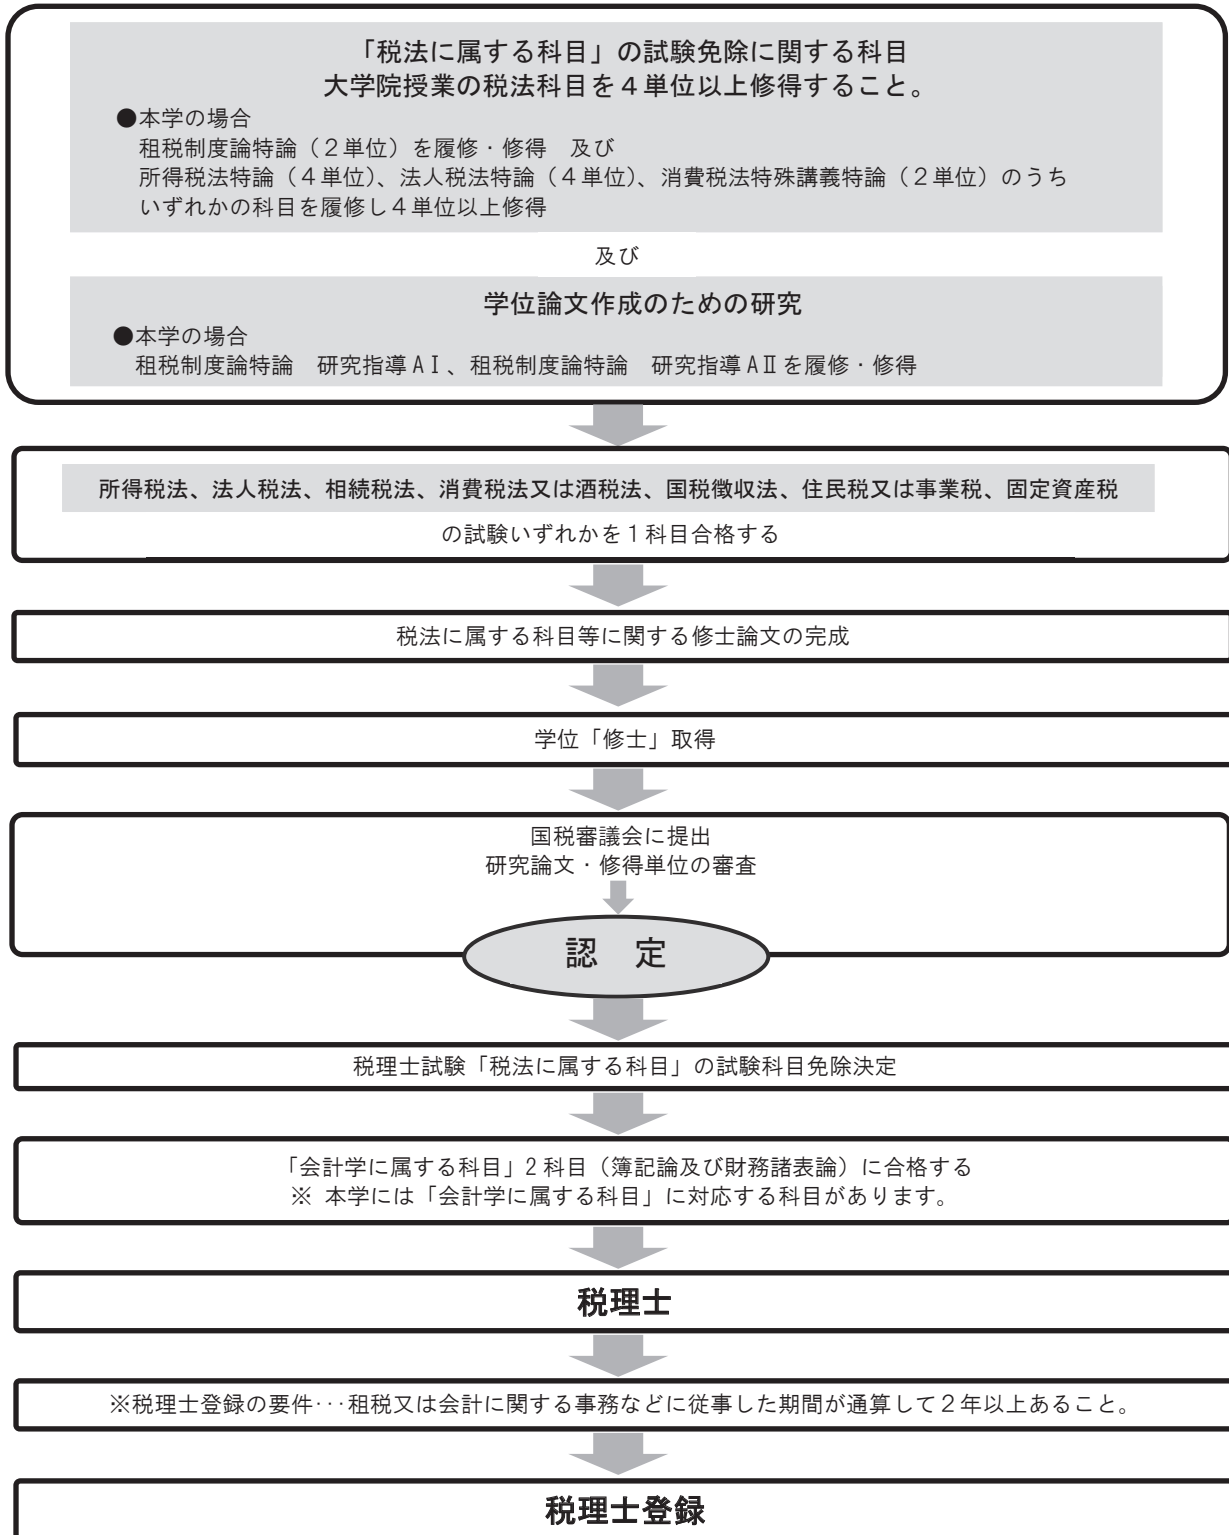 「税法に属する科目」の試験免除に関する科目
大学院授業の税法科目を４単位以上修得すること。
●本学の場合
租税制度論特論（２単位）を履修・修得　及び
所得税法特論（４単位）、法人税法特論（４単位）、消費税法特殊講義特論（２単位）のうち
いずれかの科目を履修し４単位以上修得
及び
学位論文作成のための研究
●本学の場合
租税制度論特論　研究指導AⅠ、租税制度論特論　研究指導AⅡを履修・修得
所得税法、法人税法、相続税法、消費税法又は酒税法、国税徴収法、住民税又は事業税、固定資産税
の試験いずれかを１科目合格する
税法に属する科目等に関する修士論文の完成
学位「修士」取得
国税審議会に提出
研究論文・修得単位の審査
認　定
税理士試験「税法に属する科目」の試験科目免除決定
「会計学に属する科目」2科目（簿記論及び財務諸表論）に合格する
※ 本学には「会計学に属する科目」に対応する科目があります。
税理士
※税理士登録の要件･･･租税又は会計に関する事務などに従事した期間が通算して２年以上あること。
税理士登録